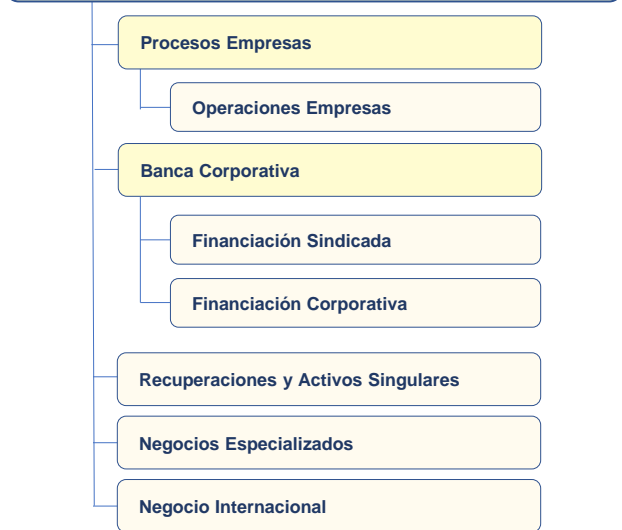 Procesos Empresas
Operaciones Empresas
Banca Corporativa
Financiación Sindicada
Financiación Corporativa
Recuperaciones y Activos Singulares
Negocios Especializados
Negocio Internacional